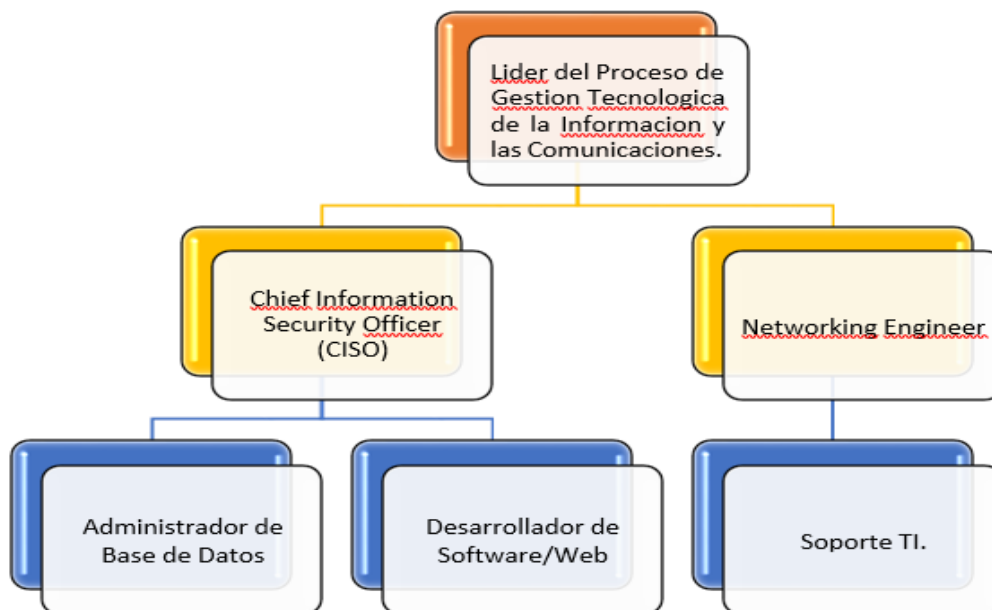 Lider del Proceso de
Gestion Tecnologica
de la Informacion y
las Comunicaciones.
Chief Information
Security Officer
(CISO)
Networking Engineer
Administrador de
Base de Datos
Desarrollador de
Software/Web
Soporte TI.